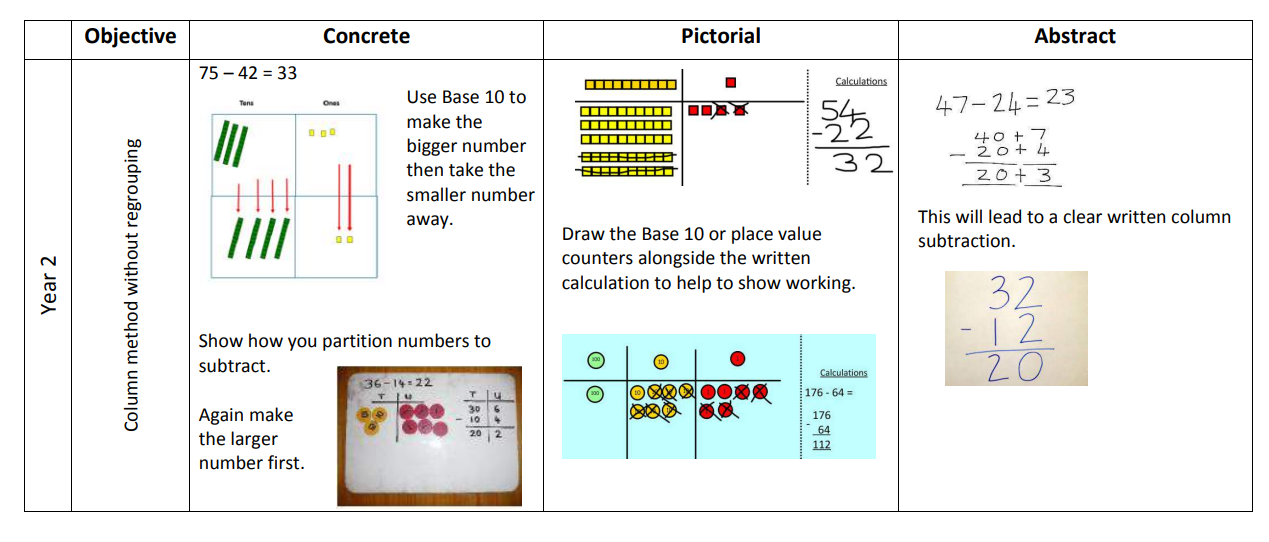 Objective
Concrete
Pictorial
Abstract
Year 2
Column method without regrouping
75 – 42 = 33
Tens
Ones
Use Base 10 to
make the
bigger number
then take the
smaller number
away.
Show how you partition numbers to
subtract.
Again make
the larger
number first.
36-14=22
T U
T U
30 6
- 10 4
20 2
Calculations
54
-22
32
Draw the Base 10 or place value
counters alongside the written
calculation to help to show working.
100
10
100
10
Calculations
176 - 64 =
176
- 64
112
47-24=23
40+7
- 20+4
20+3
This will lead to a clear written column
subtraction.
32
- 12
20